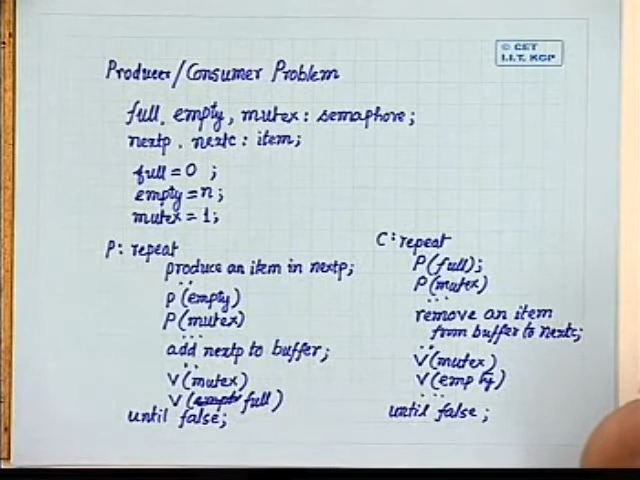 © CET
I.I.T. KGP
Producer/Consumer Problem
full, empty, mutex : semaphore;
nextp, nextc : item;
full = 0 ;
empty = n ;
mutex = 1 ;
P: repeat
produce an item in nextp;
...
P(empty)
P(mutex)
...
add nextp to buffer;
...
V(mutex)
V(full)
until false;
C: repeat
P(full);
P(mutex)
...
remove an item
from buffer to nextc;
...
V(mutex)
V(empty)
...
until false ;